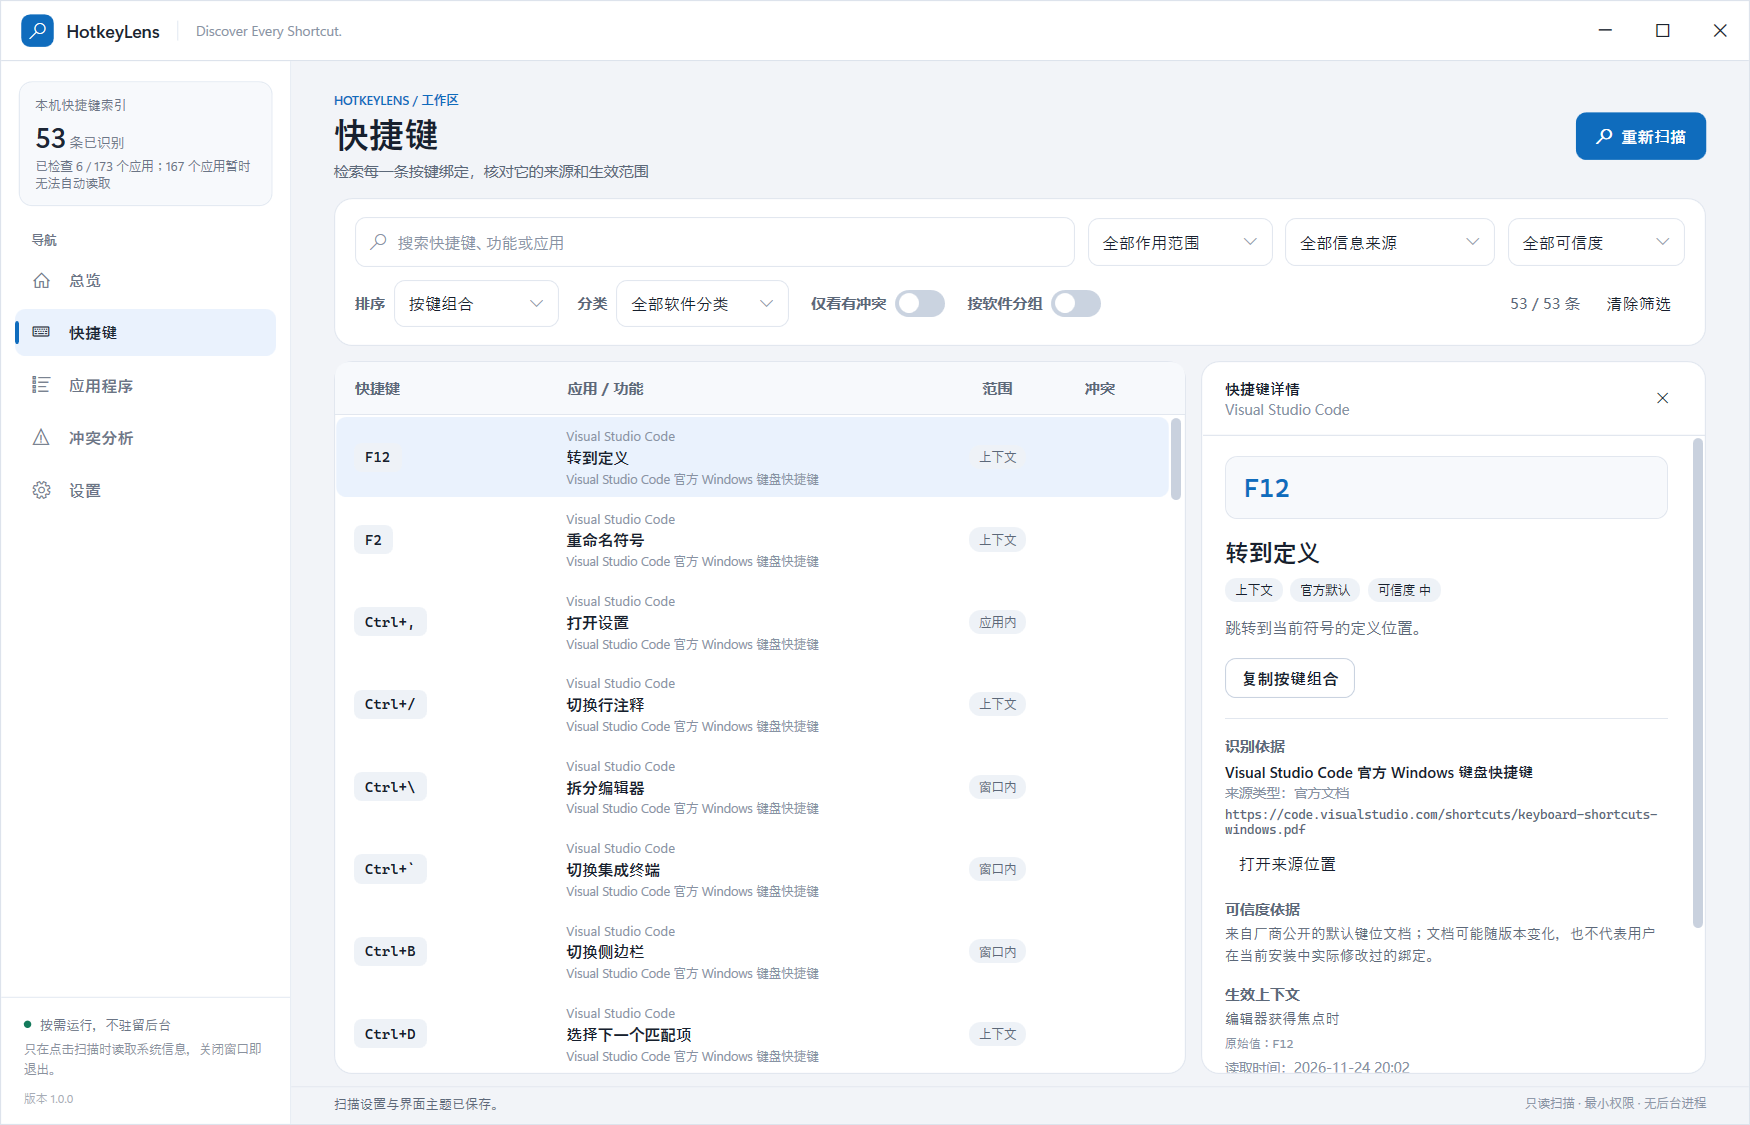 HotkeyLens
Discover Every Shortcut.
本机快捷键索引
53 条已识别
已检查 6 / 173 个应用；167 个应用暂时
无法自动读取
导航
总览
快捷键
应用程序
冲突分析
设置
按需运行，不驻留后台
只在点击扫描时读取系统信息，关闭窗口即
退出。
版本 1.0.0
HOTKEYLENS / 工作区
快捷键
检索每一条按键绑定，核对它的来源和生效范围
重新扫描
搜索快捷键、功能或应用
全部作用范围
全部信息来源
全部可信度
排序 按键组合
分类 全部软件分类
仅看有冲突
按软件分组
53 / 53 条
清除筛选
快捷键 应用 / 功能 范围 冲突
Visual Studio Code
F12 转到定义 上下文
Visual Studio Code 官方 Windows 键盘快捷键
Visual Studio Code
F2 重命名符号 上下文
Visual Studio Code 官方 Windows 键盘快捷键
Visual Studio Code
Ctrl+, 打开设置 应用内
Visual Studio Code 官方 Windows 键盘快捷键
Visual Studio Code
Ctrl+/ 切换行注释 上下文
Visual Studio Code 官方 Windows 键盘快捷键
Visual Studio Code
Ctrl+\ 拆分编辑器 窗口内
Visual Studio Code 官方 Windows 键盘快捷键
Visual Studio Code
Ctrl+` 切换集成终端 窗口内
Visual Studio Code 官方 Windows 键盘快捷键
Visual Studio Code
Ctrl+B 切换侧边栏 窗口内
Visual Studio Code 官方 Windows 键盘快捷键
Visual Studio Code
Ctrl+D 选择下一个匹配项 上下文
Visual Studio Code 官方 Windows 键盘快捷键
快捷键详情
Visual Studio Code
F12
转到定义
上下文 官方默认 可信度 中
跳转到当前符号的定义位置。
复制按键组合
识别依据
Visual Studio Code 官方 Windows 键盘快捷键
来源类型：官方文档
https://code.visualstudio.com/shortcuts/keyboard-shortcuts-
windows.pdf
打开来源位置
可信度依据
来自厂商公开的默认键位文档；文档可能随版本变化，也不代表用户
在当前安装中实际修改过的绑定。
生效上下文
编辑器获得焦点时
原始值：F12
读取时间：2026-11-24 20:02
扫描设置与界面主题已保存。
只读扫描 · 最小权限 · 无后台进程